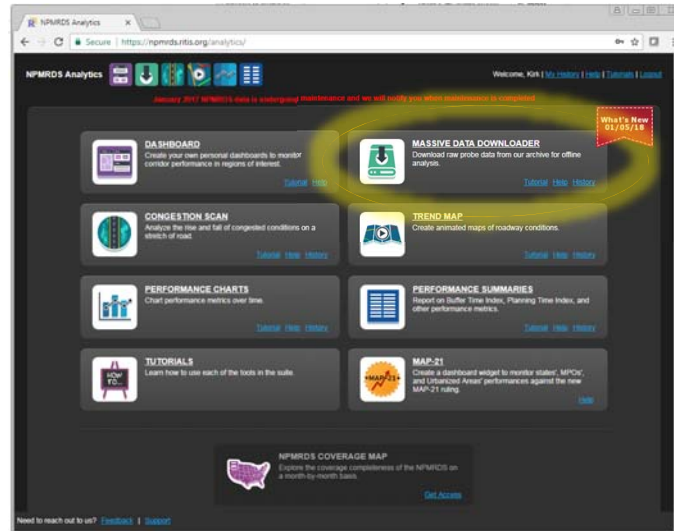 NPMRDS Analytics
Secure | https://npmrds.ritis.org/analytics/
NPMRDS Analytics
Welcome, Kirk | My History | Help | Tutorials | Logout
January 2017 NPMRDS data is undergoing maintenance and we will notify you when maintenance is completed
What's New
01/05/18
DASHBOARD
Create your own personal dashboards to monitor
corridor performance in regions of interest.
Tutorial Help
MASSIVE DATA DOWNLOADER
Download raw probe data from our archive for offline
analysis.
Tutorial Help History
CONGESTION SCAN
Analyze the rise and fall of congested conditions on a
stretch of road.
Tutorial Help History
TREND MAP
Create animated maps of roadway conditions.
Tutorial Help History
PERFORMANCE CHARTS
Chart performance metrics over time.
Tutorial Help History
PERFORMANCE SUMMARIES
Report on Buffer Time Index, Planning Time Index, and
other performance metrics.
Tutorial Help History
HOW
TO...
TUTORIALS
Learn how to use each of the tools in the suite.
MAP-21
MAP-21
Create a dashboard widget to monitor states', MPOs',
and Urbanized Areas' performances against the new
MAP-21 ruling.
Help
NPMRDS COVERAGE MAP
Explore the coverage completeness of the NPMRDS on
a month-by-month basis.
Get Access
Need to reach out to us? Feedback | Support